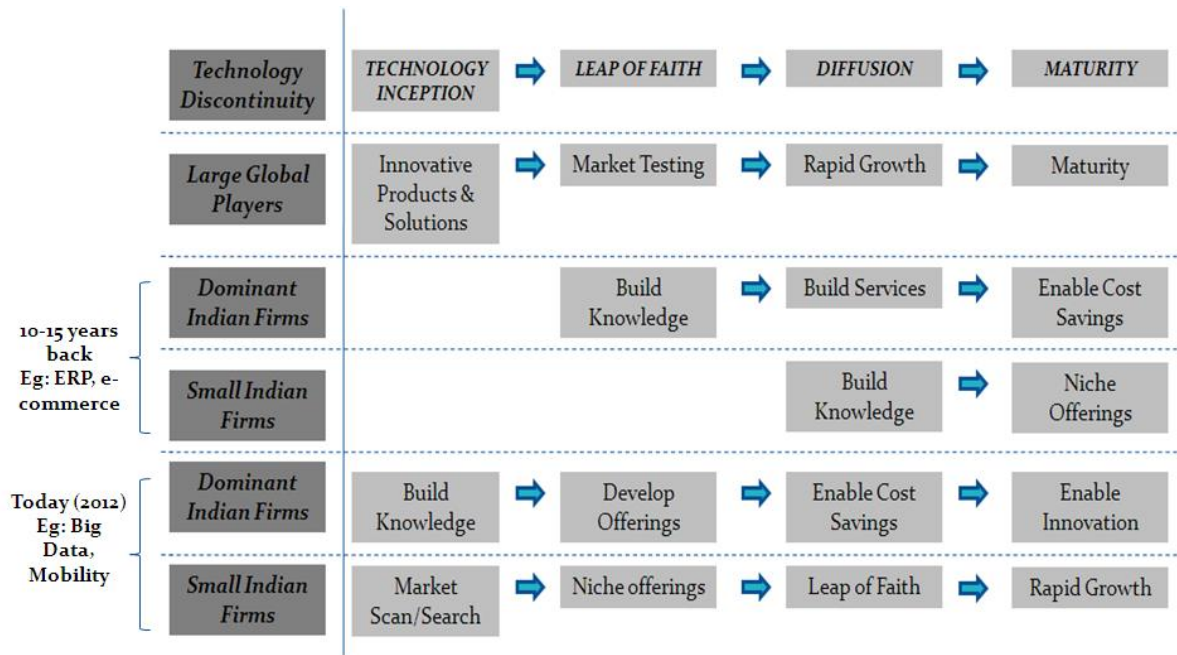 Technology
Discontinuity
TECHNOLOGY
INCEPTION
LEAP OF FAITH
DIFFUSION
MATURITY
Large Global
Players
Innovative
Products &
Solutions
Market Testing
Rapid Growth
Maturity
10-15 years
back
Eg: ERP, e-
commerce
Dominant
Indian Firms
Build
Knowledge
Build Services
Enable Cost
Savings
Small Indian
Firms
Build
Knowledge
Niche
Offerings
Today (2012)
Eg: Big
Data,
Mobility
Dominant
Indian Firms
Build
Knowledge
Develop
Offerings
Enable Cost
Savings
Enable
Innovation
Small Indian
Firms
Market
Scan/Search
Niche offerings
Leap of Faith
Rapid Growth